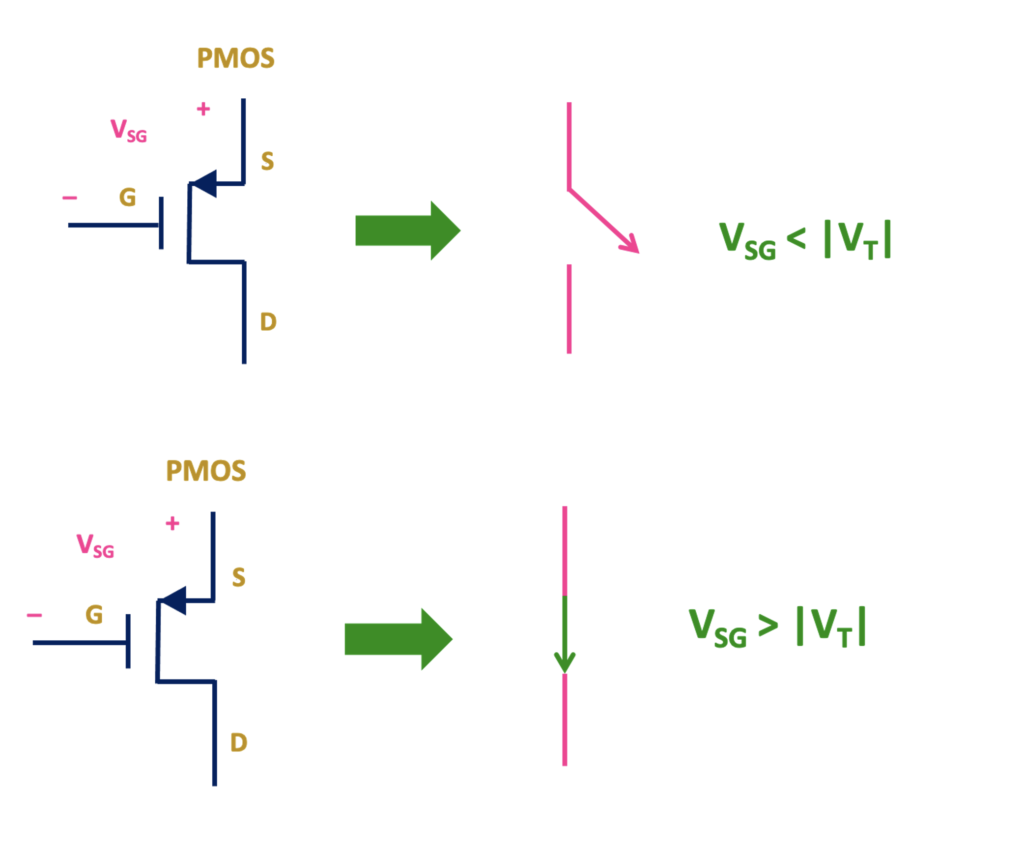 PMOS
+
VSG
S
– G
VSG < |VT|
D
PMOS
+
VSG
S
– G
VSG > |VT|
D